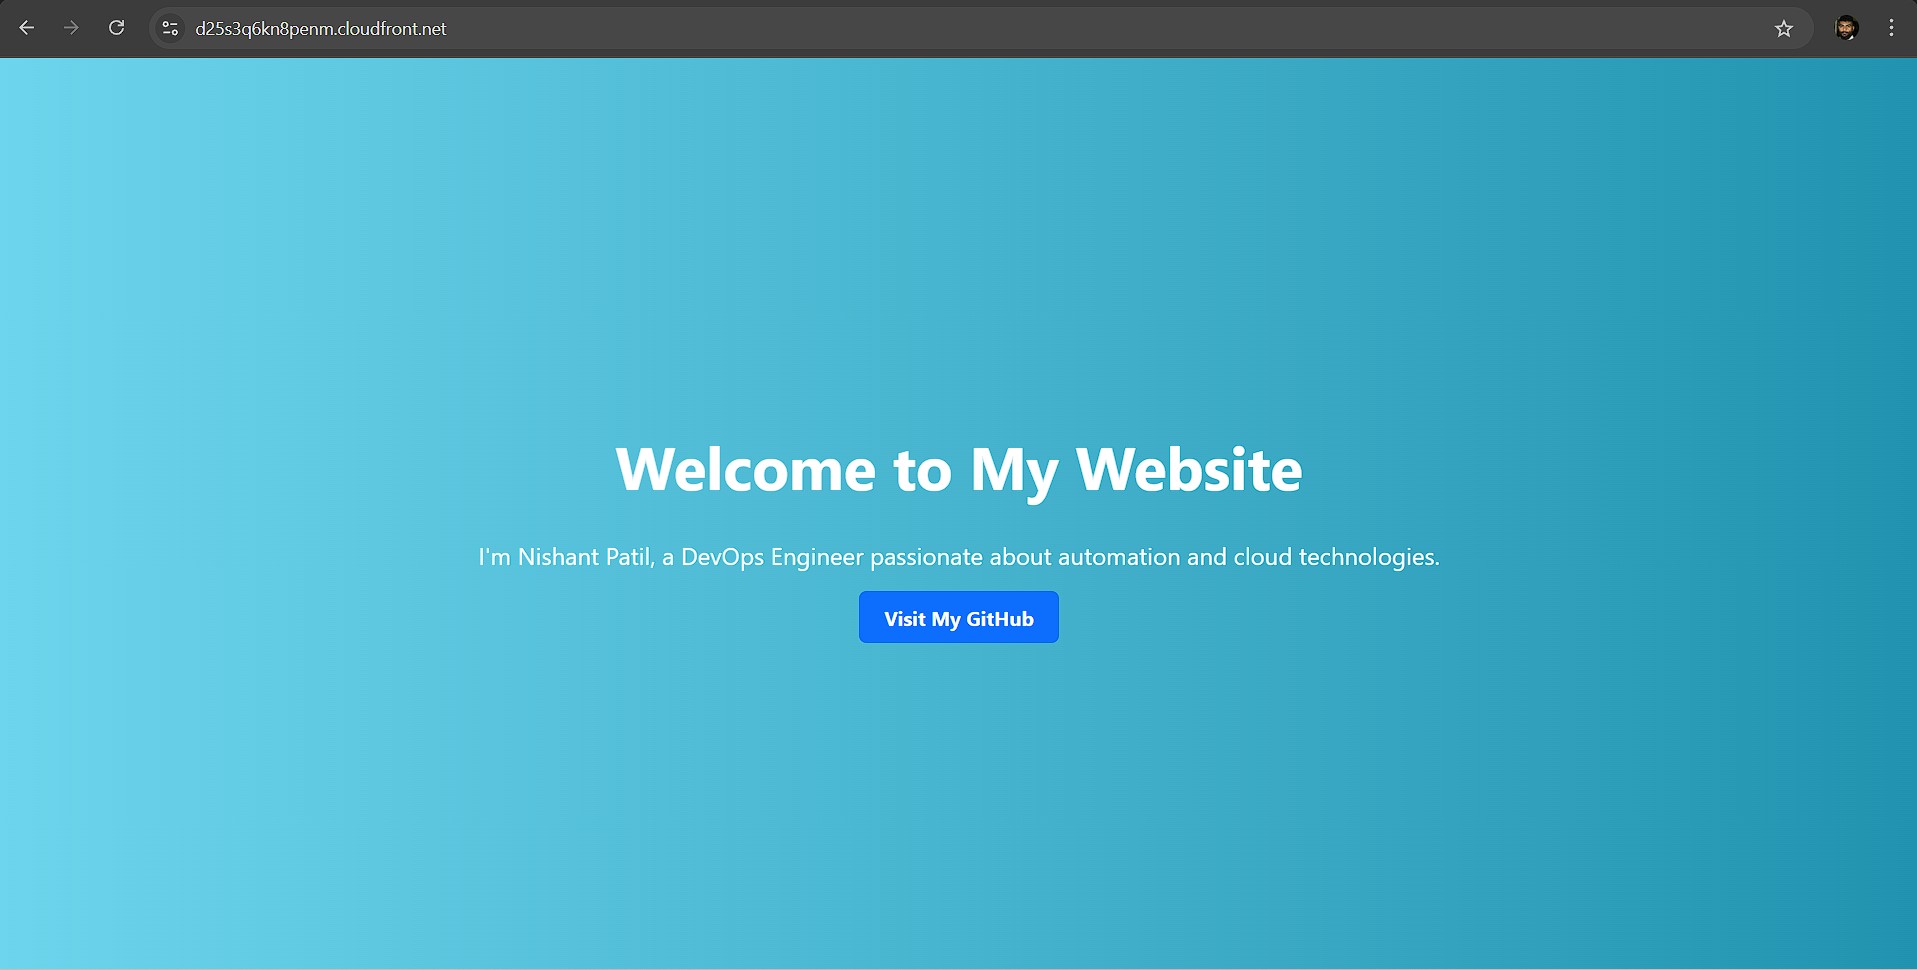 d25s3q6kn8penm.cloudfront.net
Welcome to My Website
I'm Nishant Patil, a DevOps Engineer passionate about automation and cloud technologies.
Visit My GitHub